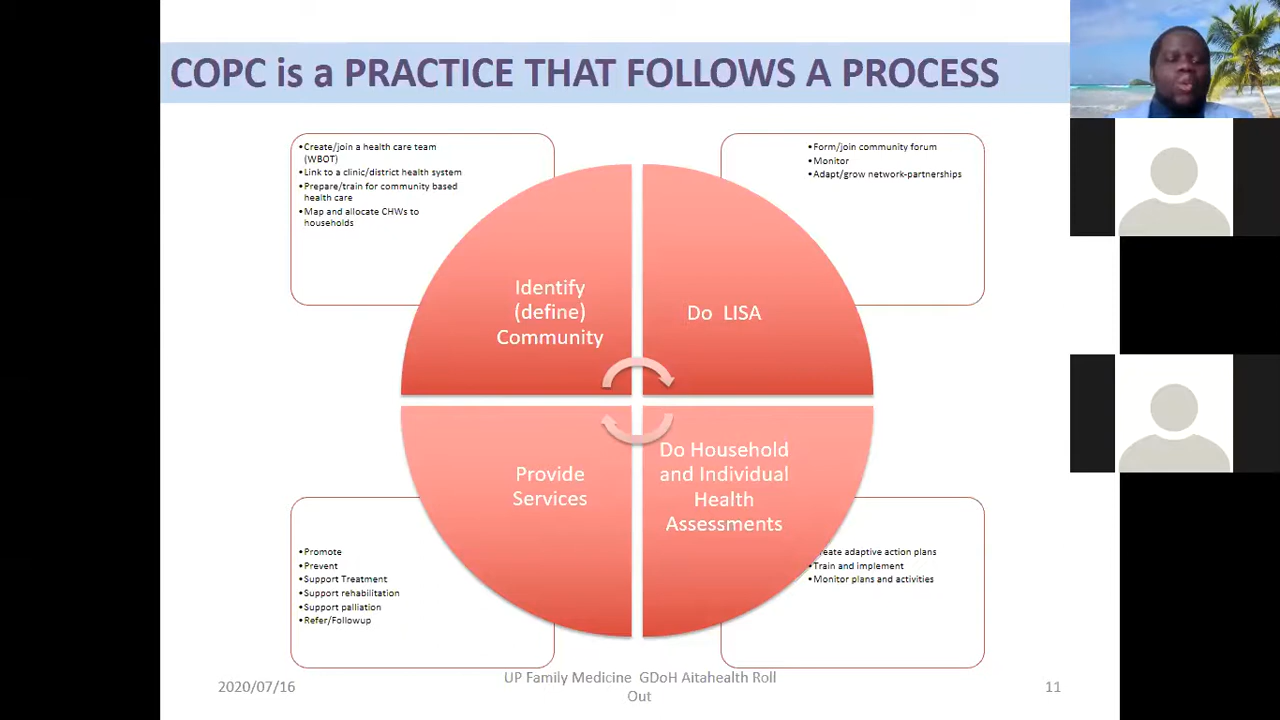 COPC is a PRACTICE THAT FOLLOWS A PROCESS
•Create/join a health care team
(WBOT)
•Link to a clinic/district health system
•Prepare/train for community based
health care
•Map and allocate CHWs to
households
•Form/join community forum
•Monitor
•Adapt/grow network-partnerships
Identify
(define)
Community
Do LISA
Provide
Services
Do Household
and Individual
Health
Assessments
•Promote
•Prevent
•Support Treatment
•Support rehabilitation
•Support palliation
•Refer/Followup
adaptive action plans
•Train and implement
•Monitor plans and activities
2020/07/16
UP Family Medicine GDoH Aitahealth Roll
Out
11